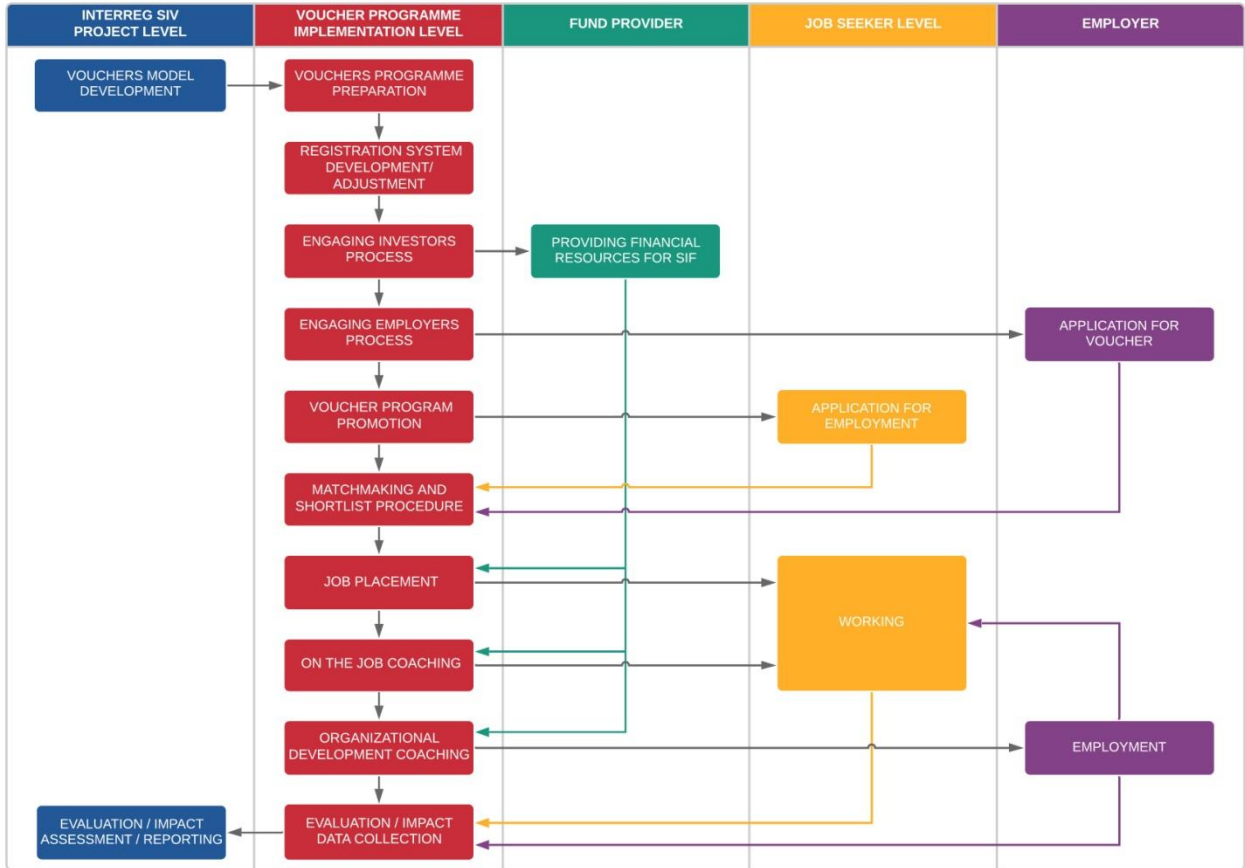 INTERREG SIV
PROJECT LEVEL
VOUCHER PROGRAMME
IMPLEMENTATION LEVEL
FUND PROVIDER
JOB SEEKER LEVEL
EMPLOYER
VOUCHERS MODEL
DEVELOPMENT
VOUCHERS PROGRAMME
PREPARATION
REGISTRATION SYSTEM
DEVELOPMENT/
ADJUSTMENT
ENGAGING INVESTORS
PROCESS
PROVIDING FINANCIAL
RESOURCES FOR SIF
ENGAGING EMPLOYERS
PROCESS
APPLICATION FOR
VOUCHER
VOUCHER PROGRAM
PROMOTION
APPLICATION FOR
EMPLOYMENT
MATCHMAKING AND
SHORTLIST PROCEDURE
JOB PLACEMENT
WORKING
ON THE JOB COACHING
ORGANIZATIONAL
DEVELOPMENT COACHING
EMPLOYMENT
EVALUATION / IMPACT
ASSESSMENT / REPORTING
EVALUATION / IMPACT
DATA COLLECTION